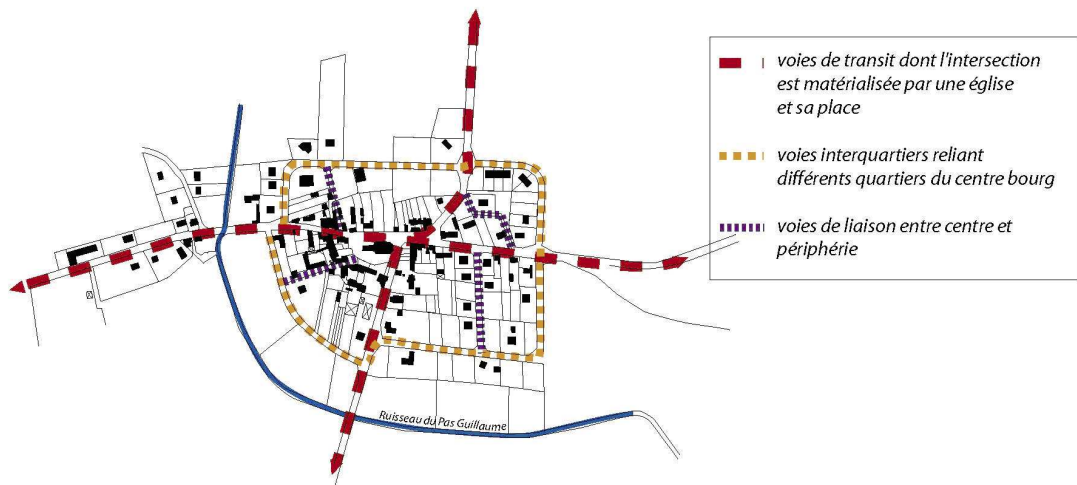 voies de transit dont l'intersection
est matérialisée par une église
et sa place
voies interquartiers reliant
différents quartiers du centre bourg
voies de liaison entre centre et
périphérie
Ruisseau du Pas Guillaume